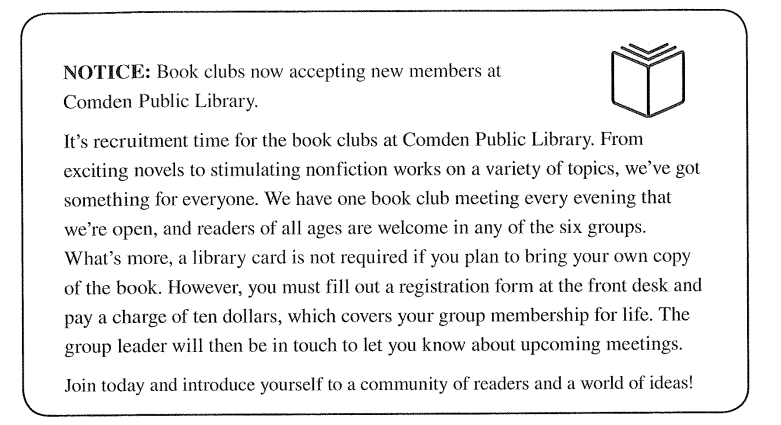 NOTICE: Book clubs now accepting new members at
Comden Public Library.
It's recruitment time for the book clubs at Comden Public Library. From
exciting novels to stimulating nonfiction works on a variety of topics, we've got
something for everyone. We have one book club meeting every evening that
we're open, and readers of all ages are welcome in any of the six groups.
What's more, a library card is not required if you plan to bring your own copy
of the book. However, you must fill out a registration form at the front desk and
pay a charge of ten dollars, which covers your group membership for life. The
group leader will then be in touch to let you know about upcoming meetings.
Join today and introduce yourself to a community of readers and a world of ideas!